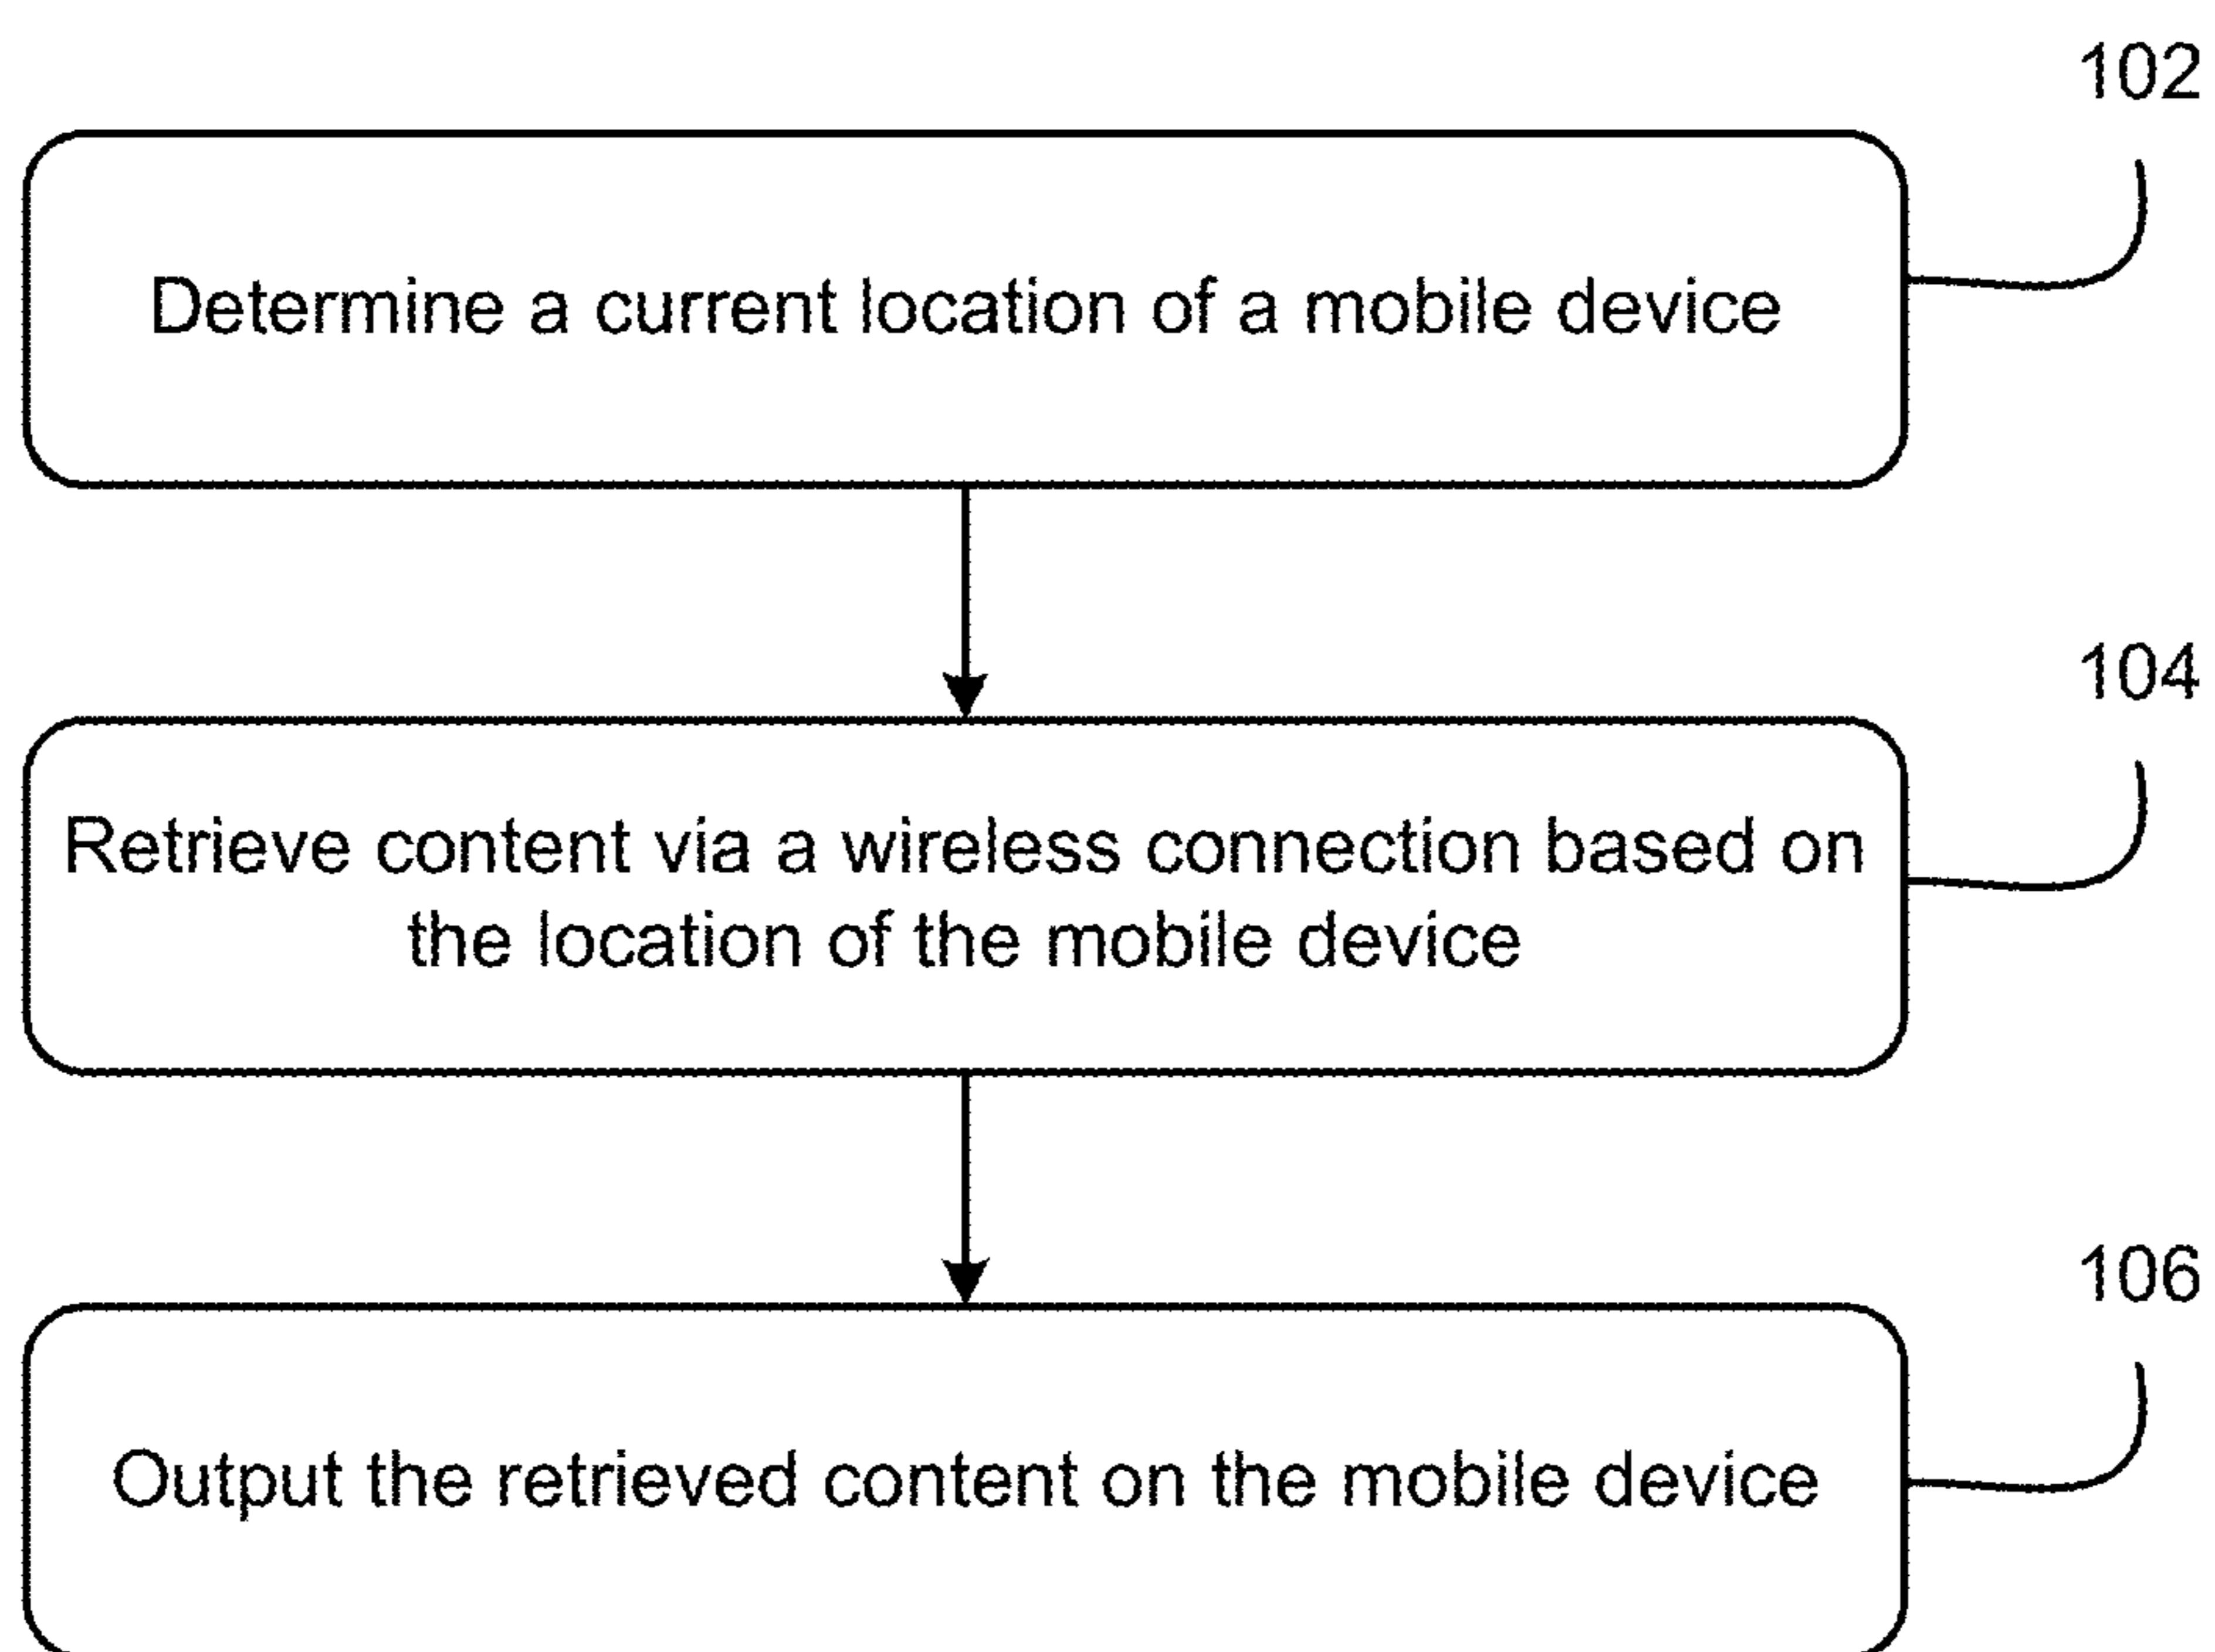 102
Determine a current location of a mobile device
104
Retrieve content via a wireless connection based on
the location of the mobile device
106
Output the retrieved content on the mobile device